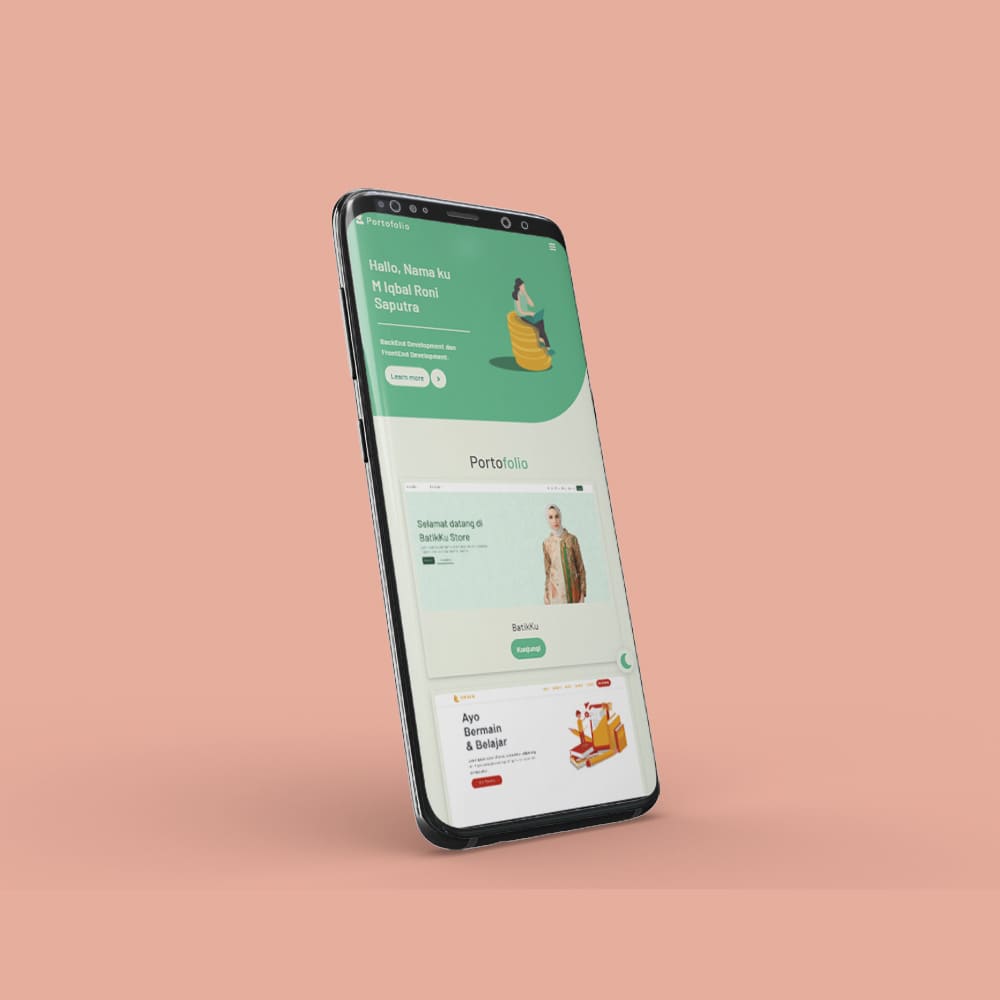 Portofolio
Hallo, Nama ku
M Iqbal Roni
Saputra
BackEnd Development dan
FrontEnd Development.
Learn more
Portofolio
Selamat datang di
BatikKu Store
BatikKu
Kunjungi
Ayo
Bermain
& Belajar